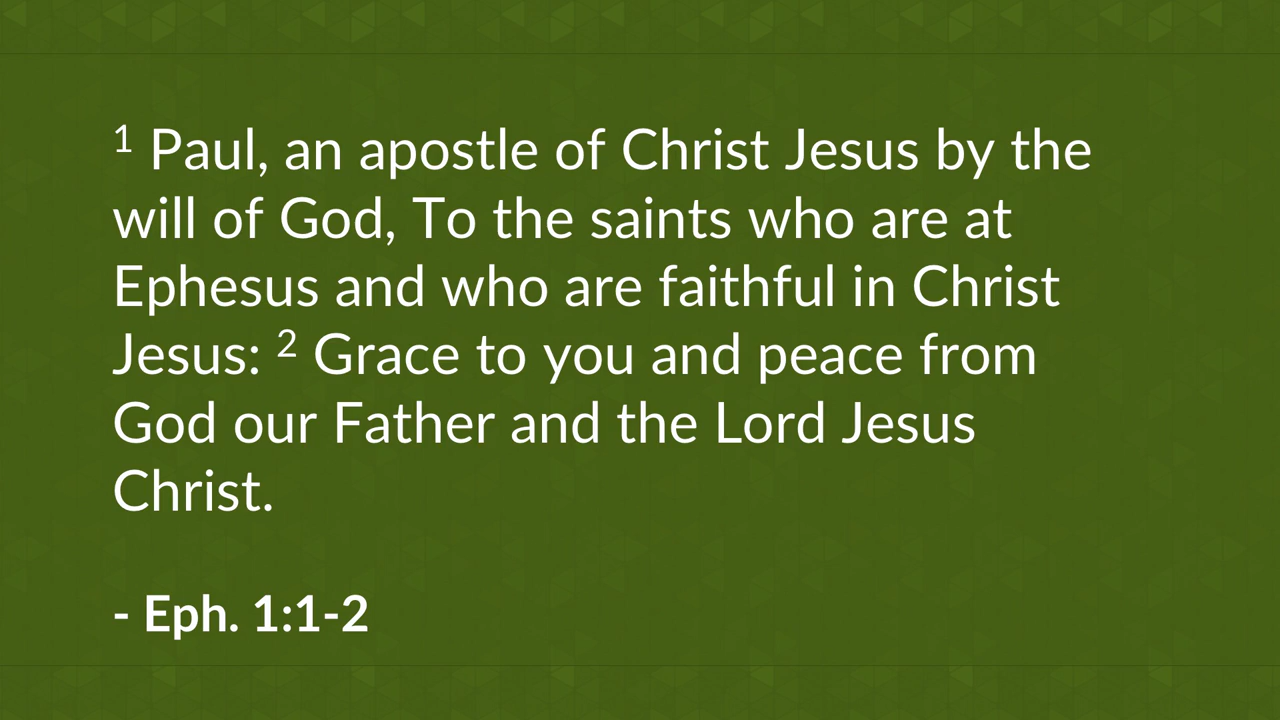 1 Paul, an apostle of Christ Jesus by the
will of God, To the saints who are at
Ephesus and who are faithful in Christ
Jesus: 2 Grace to you and peace from
God our Father and the Lord Jesus
Christ.
- Eph. 1:1-2